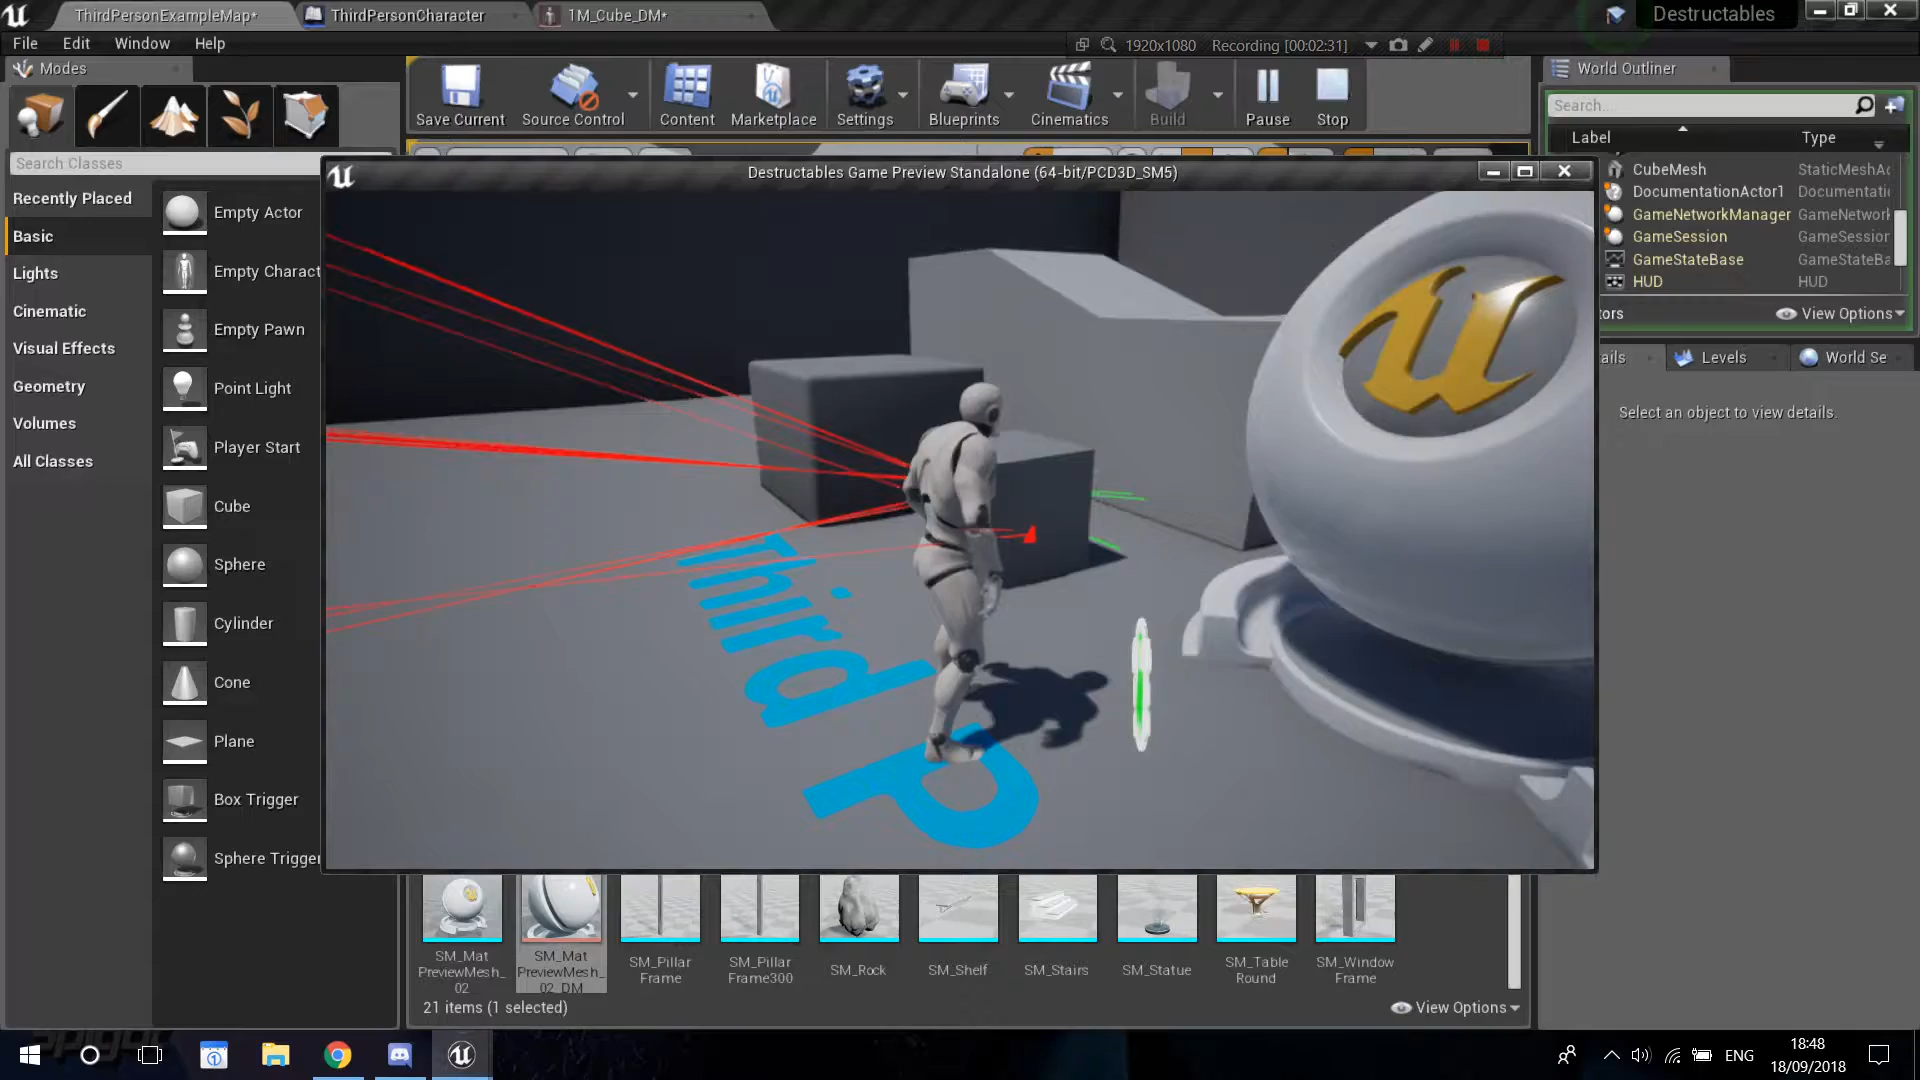 ThirdPersonExampleMap*
ThirdPersonCharacter
1M_Cube_DM*
Destructables
File Edit Window Help
1920x1080 Recording [00:02:31]
Modes
Save Current
Source Control
Content
Marketplace
Settings
Blueprints
Cinematics
Build
Pause
Stop
World Outliner
Search...
Label Type
Search Classes
Destructables Game Preview Standalone (64-bit/PCD3D_SM5)
CubeMesh StaticMeshAc
DocumentationActor1 Documentatio
GameNetworkManager GameNetwork
GameSession GameSession
GameStateBase GameStateBa
HUD HUD
tors View Options
Recently Placed
Basic
Lights
Cinematic
Visual Effects
Geometry
Volumes
All Classes
Empty Actor
Empty Charact
Empty Pawn
Point Light
Player Start
Cube
Sphere
Cylinder
Cone
Plane
Box Trigger
Sphere Trigger
ails Levels World Se
Select an object to view details.
Third P
SM_Mat
PreviewMesh_
02
SM_Mat
PreviewMesh_
02_DM
SM_Pillar
Frame
SM_Pillar
Frame300
SM_Rock
SM_Shelf
SM_Stairs
SM_Statue
SM_Table
Round
SM_Window
Frame
21 items (1 selected)
View Options
ENG
18:48
18/09/2018